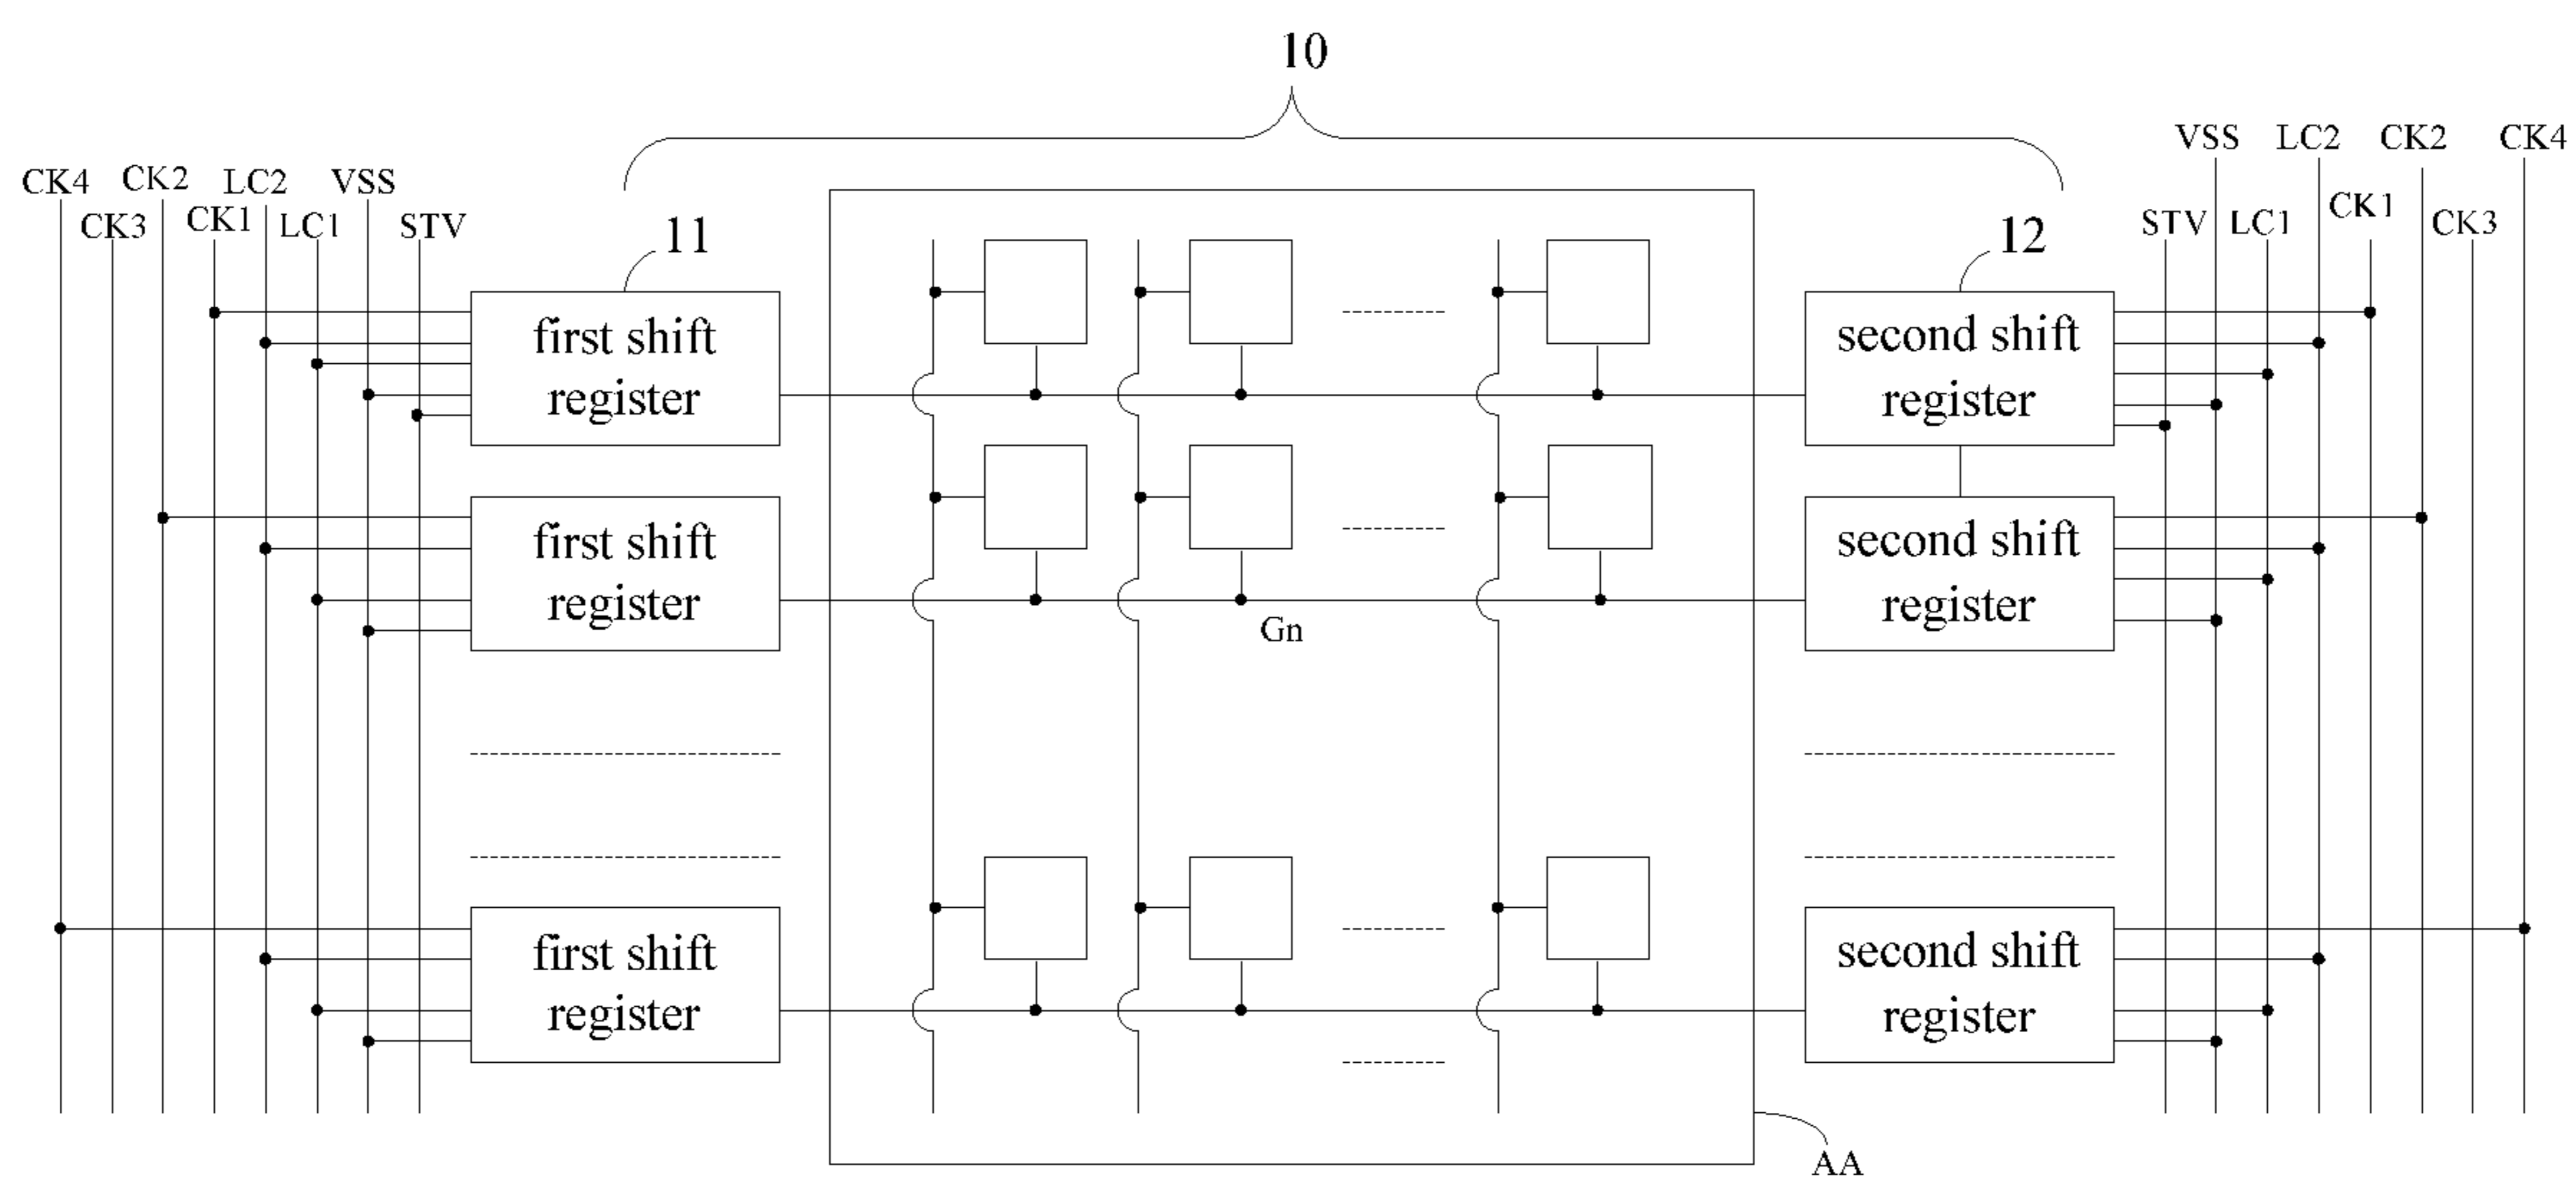 10
CK4 CK2 LC2 VSS
CK3 CK1 LC1 STV
VSS LC2 CK2 CK4
STV LC1 CK1 CK3
11
12
first shift
register
second shift
register
first shift
register
second shift
register
Gn
first shift
register
second shift
register
AA